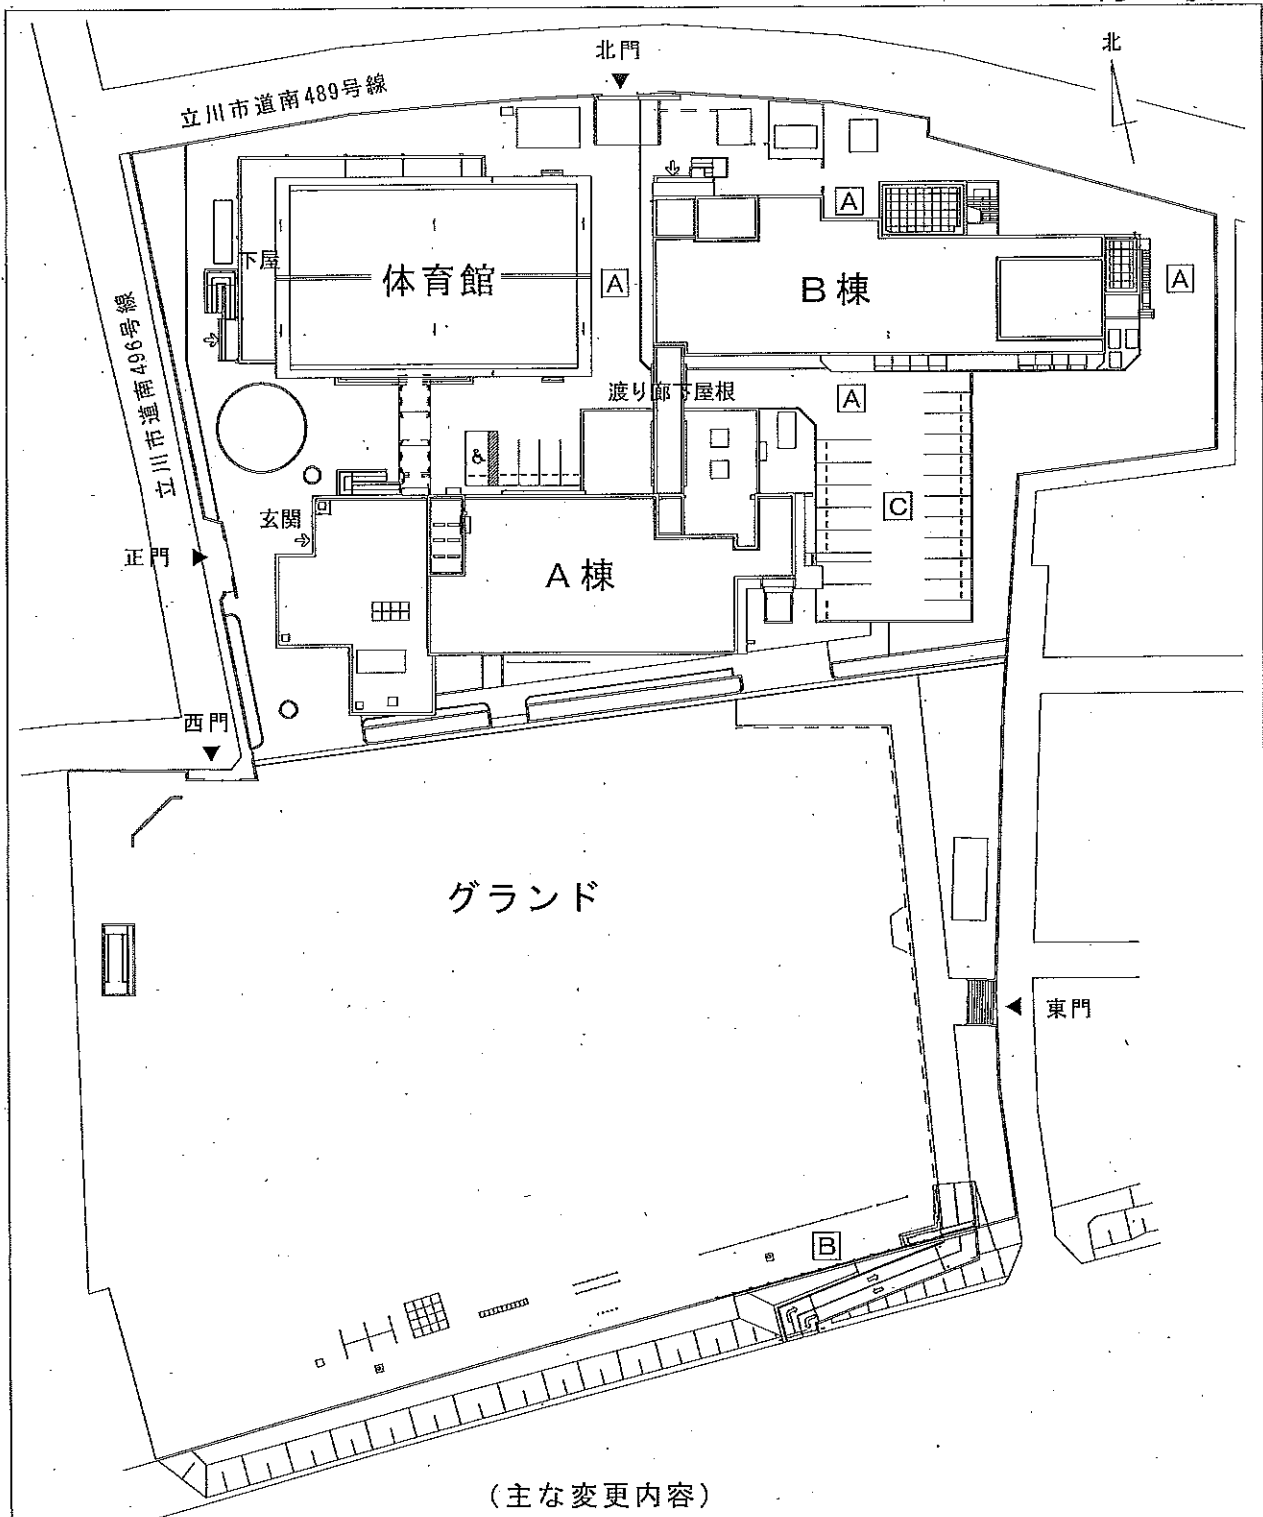 北門
北
立川市道南489号線
A
A
下屋
体育館
A
B棟
立川市道南496号線
渡り廊下屋根
A
玄関
C
正門
A棟
西門
グランド
東門
B
(主な変更内容)